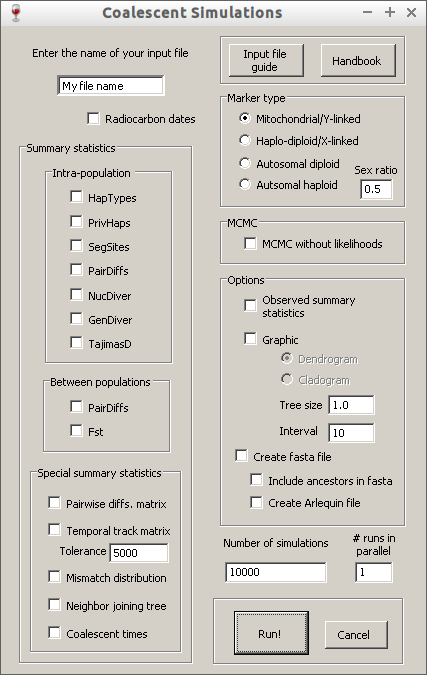 Coalescent Simulations
Enter the name of your input file
My file name
Radiocarbon dates
Summary statistics
Intra-population
HapTypes
PrivHaps
SegSites
PairDiffs
NucDiver
GenDiver
TajimasD
Between populations
PairDiffs
Fst
Special summary statistics
Pairwise diffs. matrix
Temporal track matrix
Tolerance 5000
Mismatch distribution
Neighbor joining tree
Coalescent times
Input file
guide
Handbook
Marker type
Mitochondrial/Y-linked
Haplo-diploid/X-linked
Autosomal diploid
Autsomal haploid
Sex ratio
0.5
MCMC
MCMC without likelihoods
Options
Observed summary
statistics
Graphic
Dendrogram
Cladogram
Tree size 1.0
Interval 10
Create fasta file
Include ancestors in fasta
Create Arlequin file
Number of simulations
10000
# runs in
parallel
1
Run!
Cancel